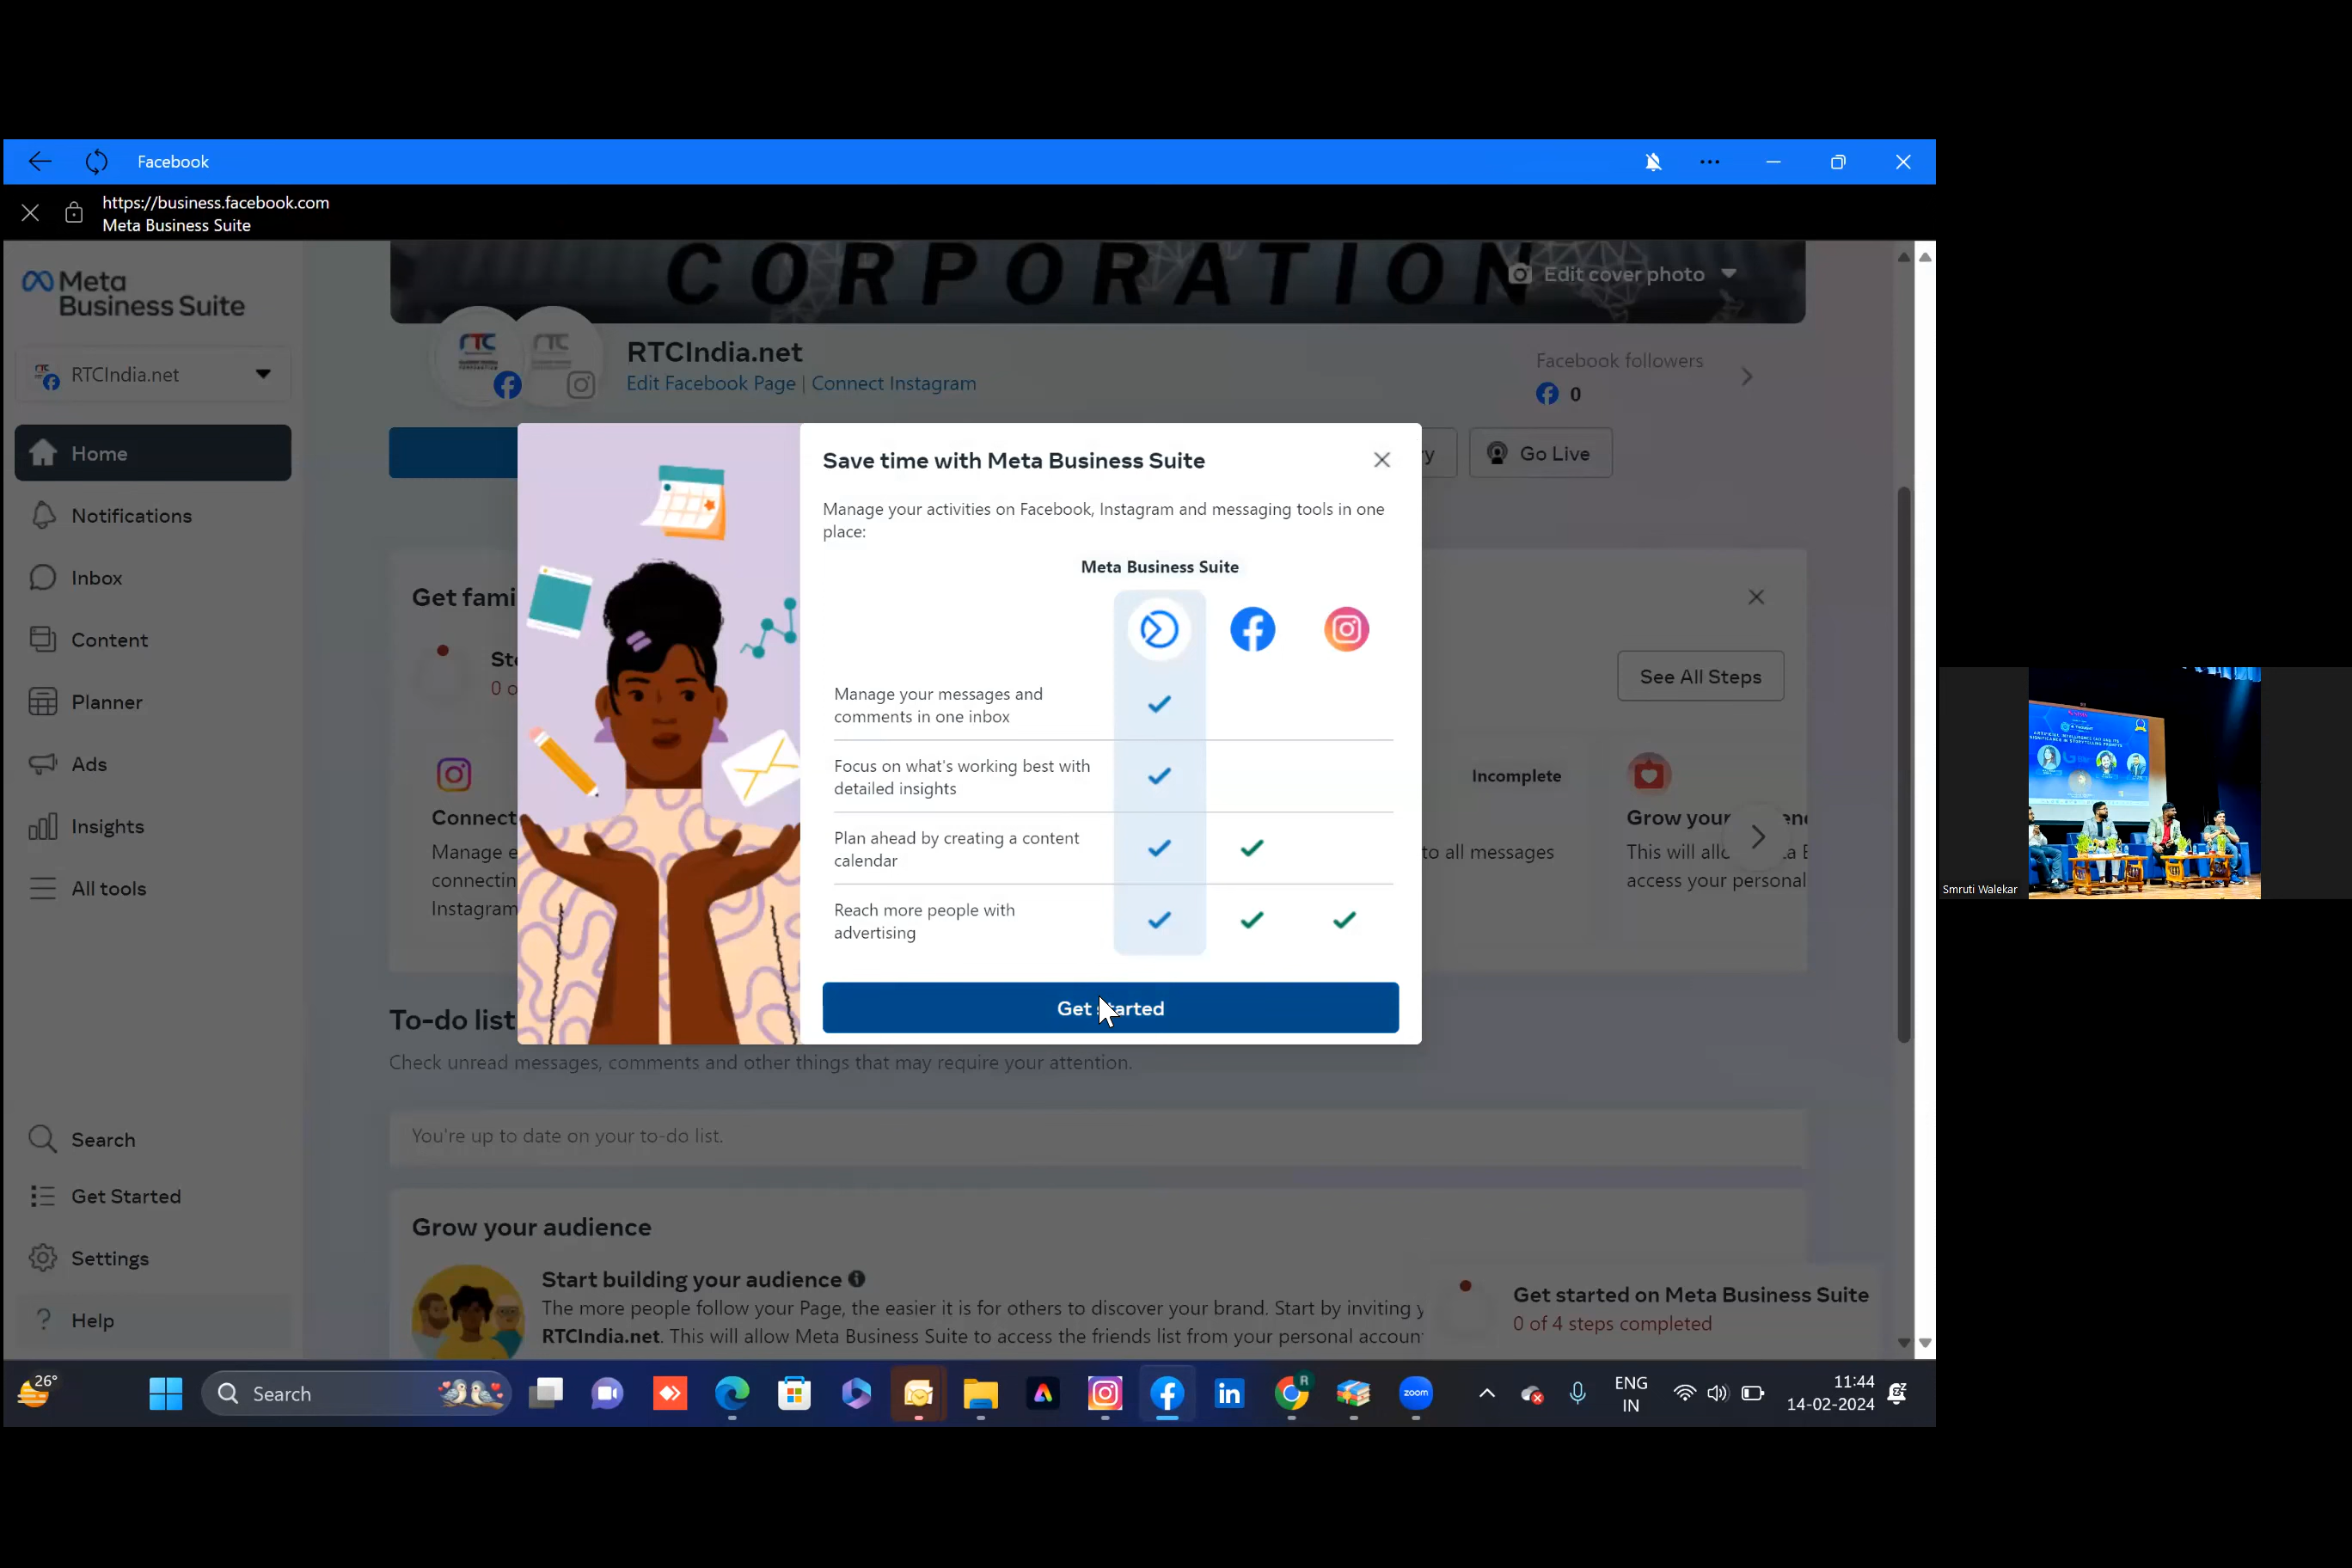 Facebook
https://business.facebook.com
Meta Business Suite
CORPORATION
Edit cover photo
Meta
Business Suite
RTCIndia.net
RTCIndia.net
Edit Facebook Page | Connect Instagram
Facebook followers
0
Home
Notifications
Inbox
Content
Planner
Ads
Insights
All tools
Search
Get Started
Settings
Help
Go Live
Save time with Meta Business Suite
Manage your activities on Facebook, Instagram and messaging tools in one
place:
Meta Business Suite
Manage your messages and
comments in one inbox
Focus on what's working best with
detailed insights
Plan ahead by creating a content
calendar
Reach more people with
advertising
Get started
Get fami
See All Steps
Connect
Manage e
connectin
Instagram
Incomplete
to all messages
Grow your
This will
access your personal
To-do list
Check unread messages, comments and other things that may require your attention.
You're up to date on your to-do list.
Grow your audience
Start building your audience
The more people follow your Page, the easier it is for others to discover your brand. Start by inviting y
RTCIndia.net. This will allow Meta Business Suite to access the friends list from your personal accoun
Get started on Meta Business Suite
0 of 4 steps completed
Smruti Walekar
26°
Search
zoom
ENG
IN
11:44
14-02-2024